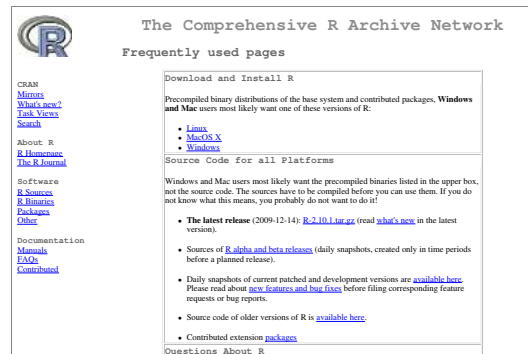 R
The Comprehensive R Archive Network
Frequently used pages
CRAN
Mirrors
What's new?
Task Views
Search
About R
R Homepage
The R Journal
Software
R Sources
R Binaries
Packages
Other
Documentation
Manuals
FAQs
Contributed
Download and Install R
Precompiled binary distributions of the base system and contributed packages, Windows
and Mac users most likely want one of these versions of R:
Linux
MacOS X
Windows
Source Code for all Platforms
Windows and Mac users most likely want the precompiled binaries listed in the upper box,
not the source code. The sources have to be compiled before you can use them. If you do
not know what this means, you probably do not want to do it!
The latest release (2009-12-14): R-2.10.1.tar.gz (read what's new in the latest
version).
Sources of R alpha and beta releases (daily snapshots, created only in time periods
before a planned release).
Daily snapshots of current patched and development versions are available here.
Please read about new features and bug fixes before filing corresponding feature
requests or bug reports.
Source code of older versions of R is available here.
Contributed extension packages
Questions About R